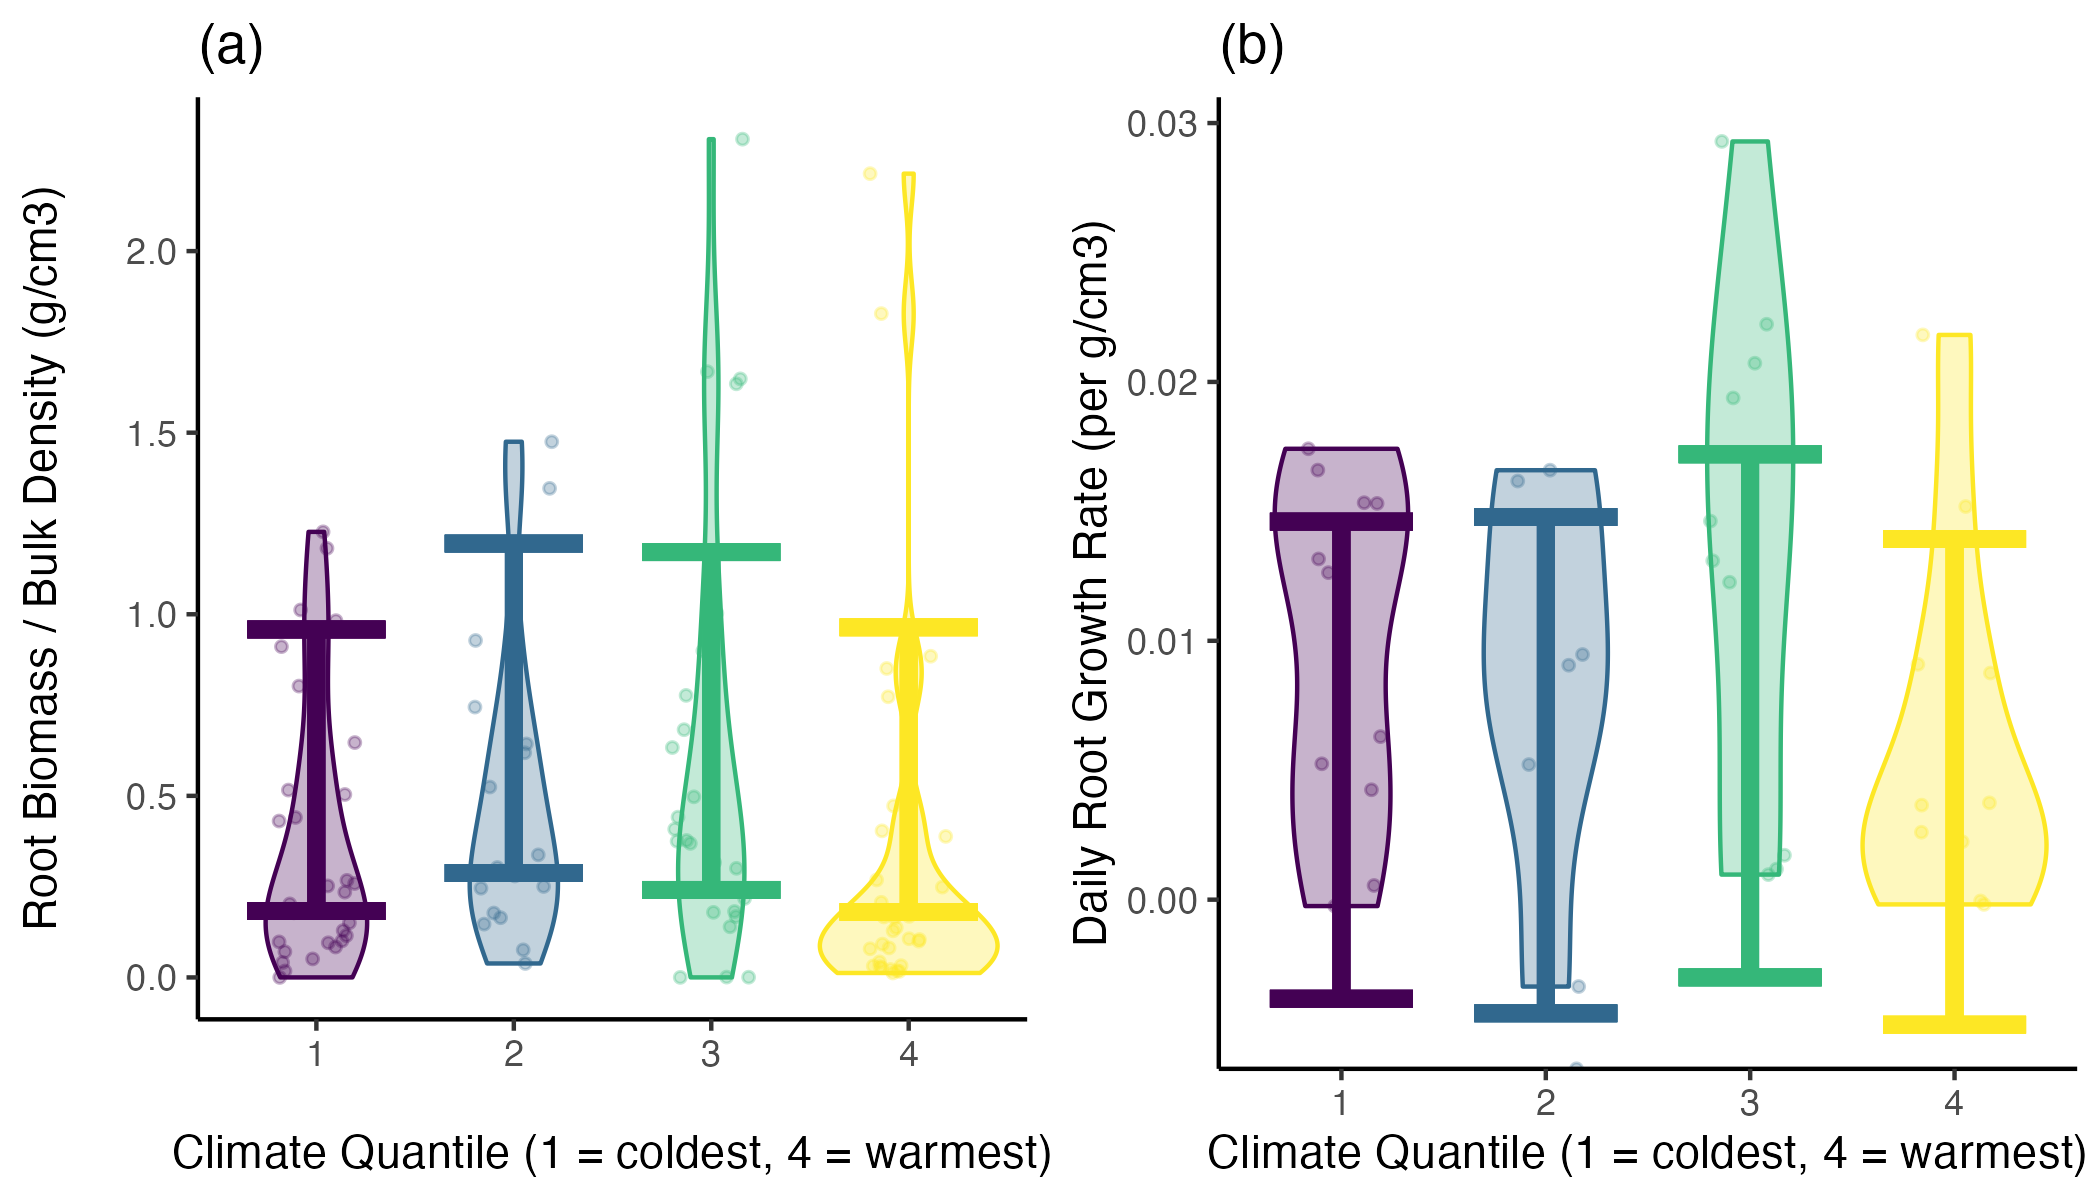 (a)
Root Biomass / Bulk Density (g/cm3)
2.0
1.5
1.0
0.5
0.0
1 2 3 4
Climate Quantile (1 = coldest, 4 = warmest)
(b)
Daily Root Growth Rate (per g/cm3)
0.03
0.02
0.01
0.00
1 2 3 4
Climate Quantile (1 = coldest, 4 = warmest)